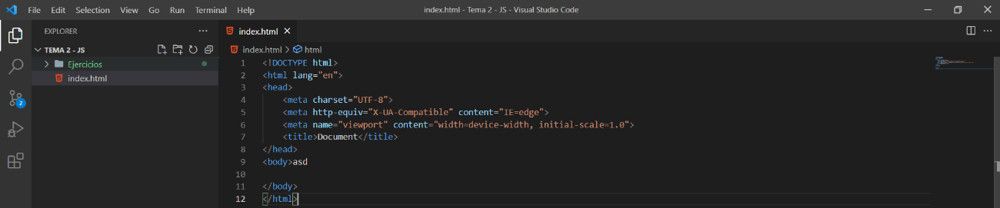 File Edit Selection View Go Run Terminal Help index.html - Tema 2 - JS - Visual Studio Code
EXPLORER
TEMA 2 - JS
Ejercicios
index.html
2
index.html
index.html > html
1 <!DOCTYPE html>
2 <html lang="en">
3 <head>
4 <meta charset="UTF-8">
5 <meta http-equiv="X-UA-Compatible" content="IE=edge">
6 <meta name="viewport" content="width=device-width, initial-scale=1.0">
7 <title>Document</title>
8 </head>
9 <body>asd
10
11 </body>
12 </html>